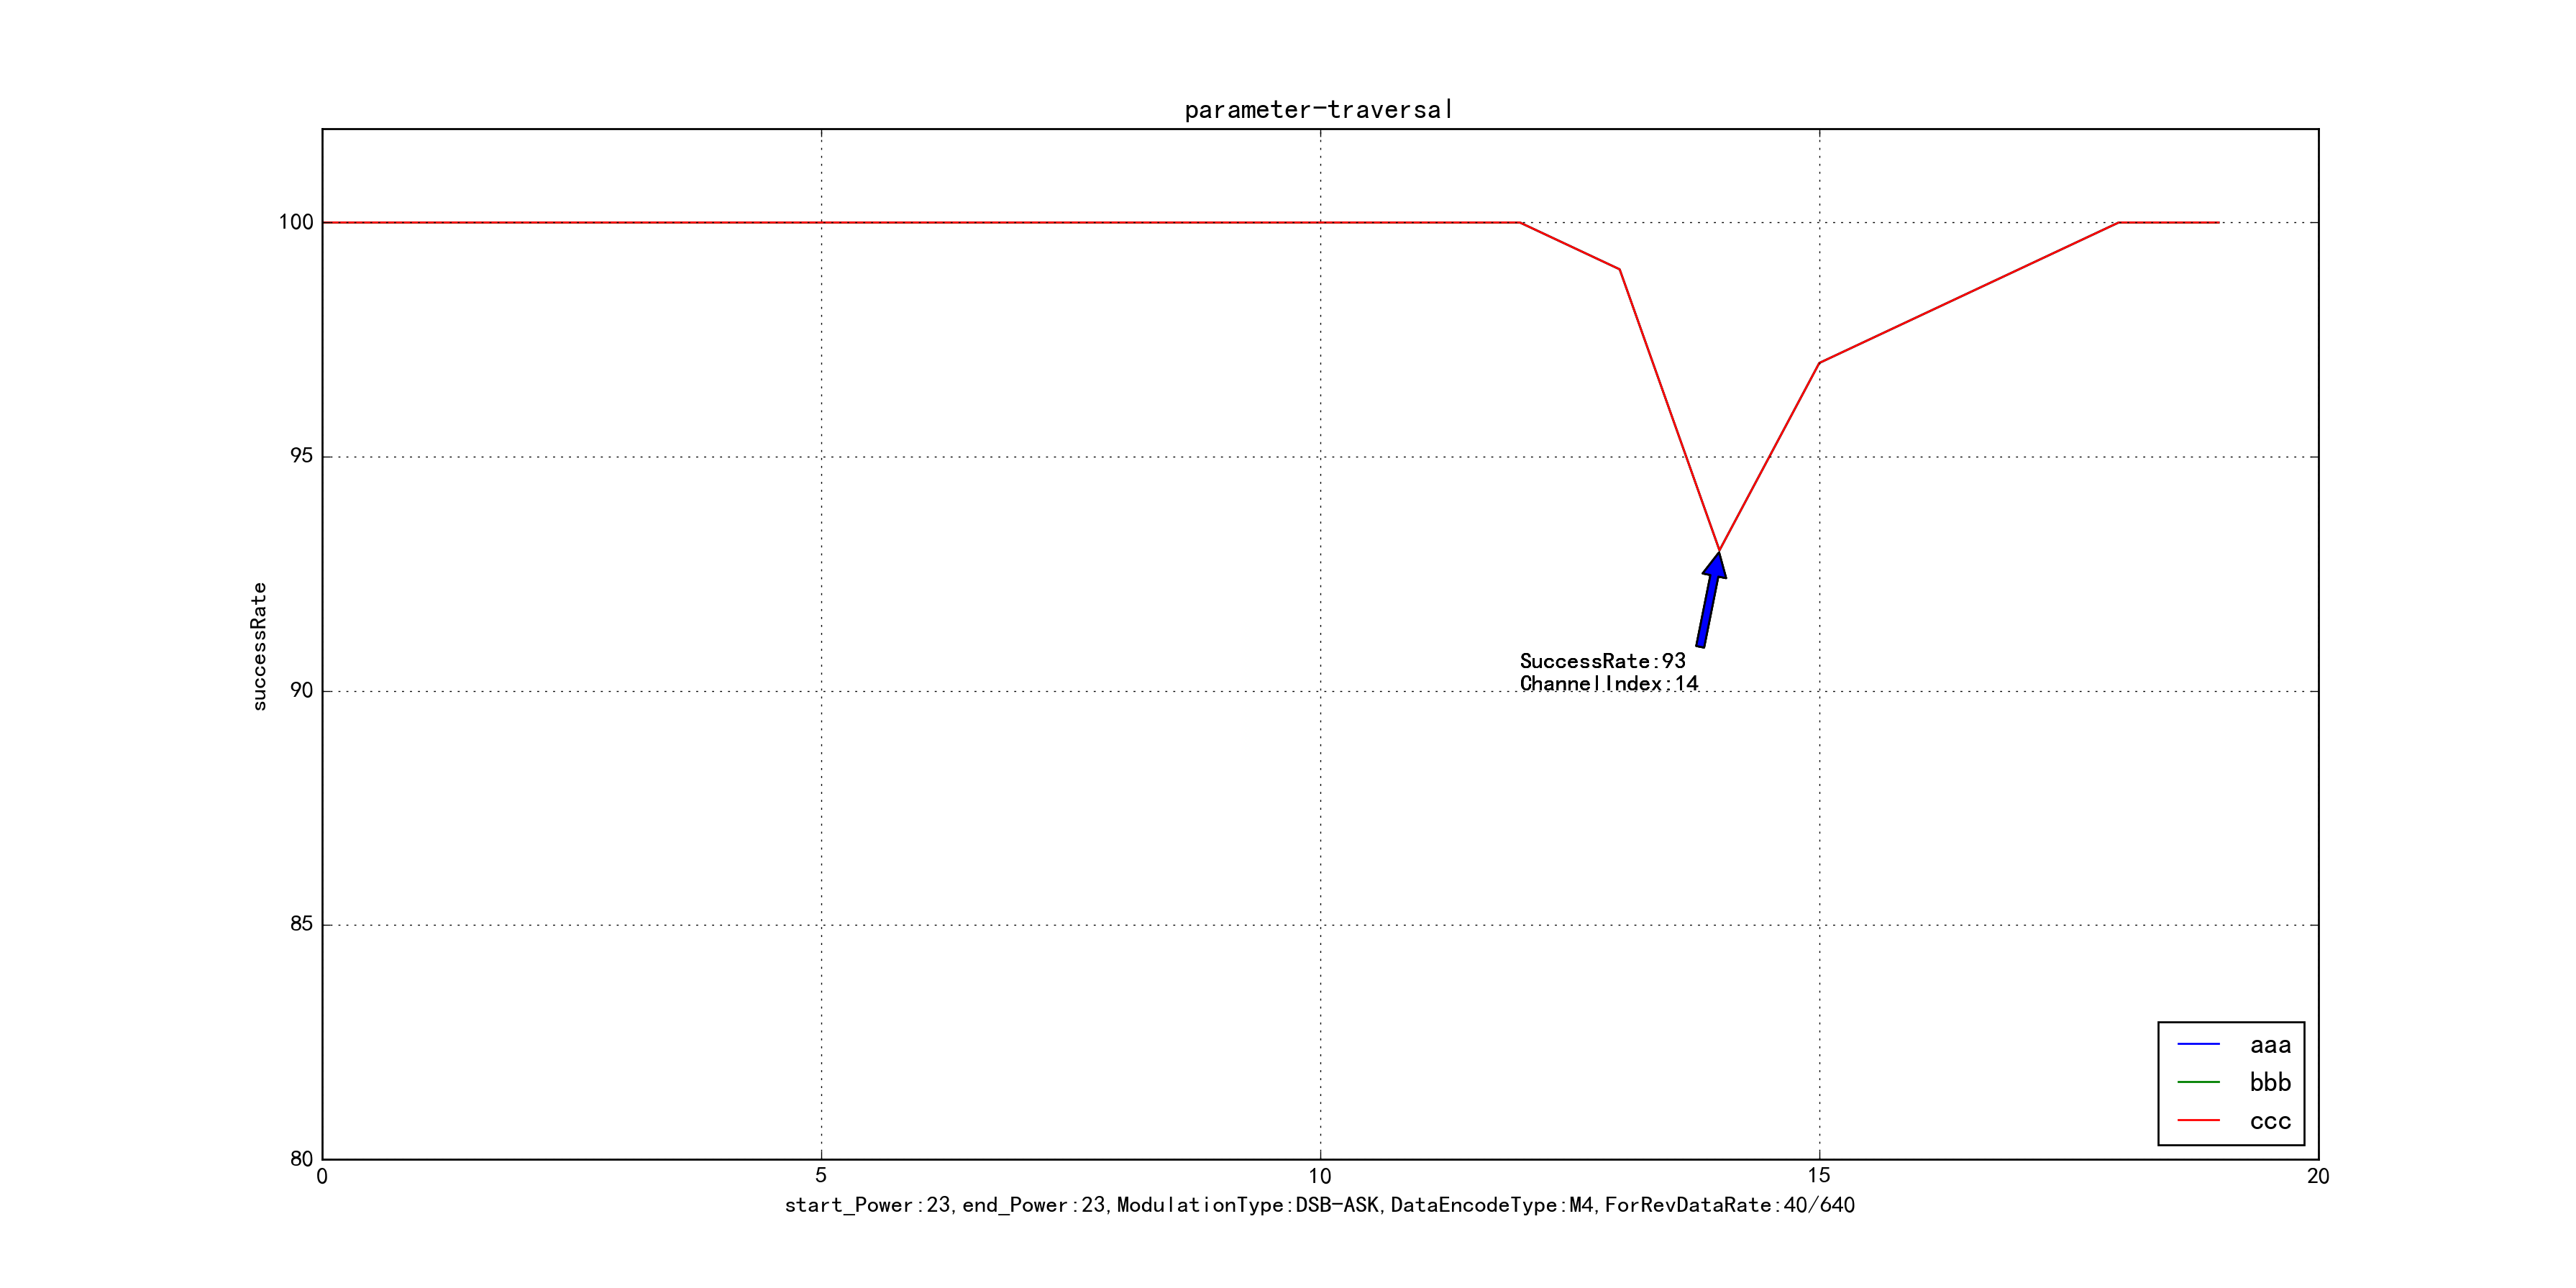 parameter-traversal
100
95
90
85
80
successRate
SuccessRate:93
ChannelIndex:14
aaa
bbb
ccc
0 5 10 15 20
start_Power:23,end_Power:23,ModulationType:DSB-ASK,DataEncodeType:M4,ForRevDataRate:40/640